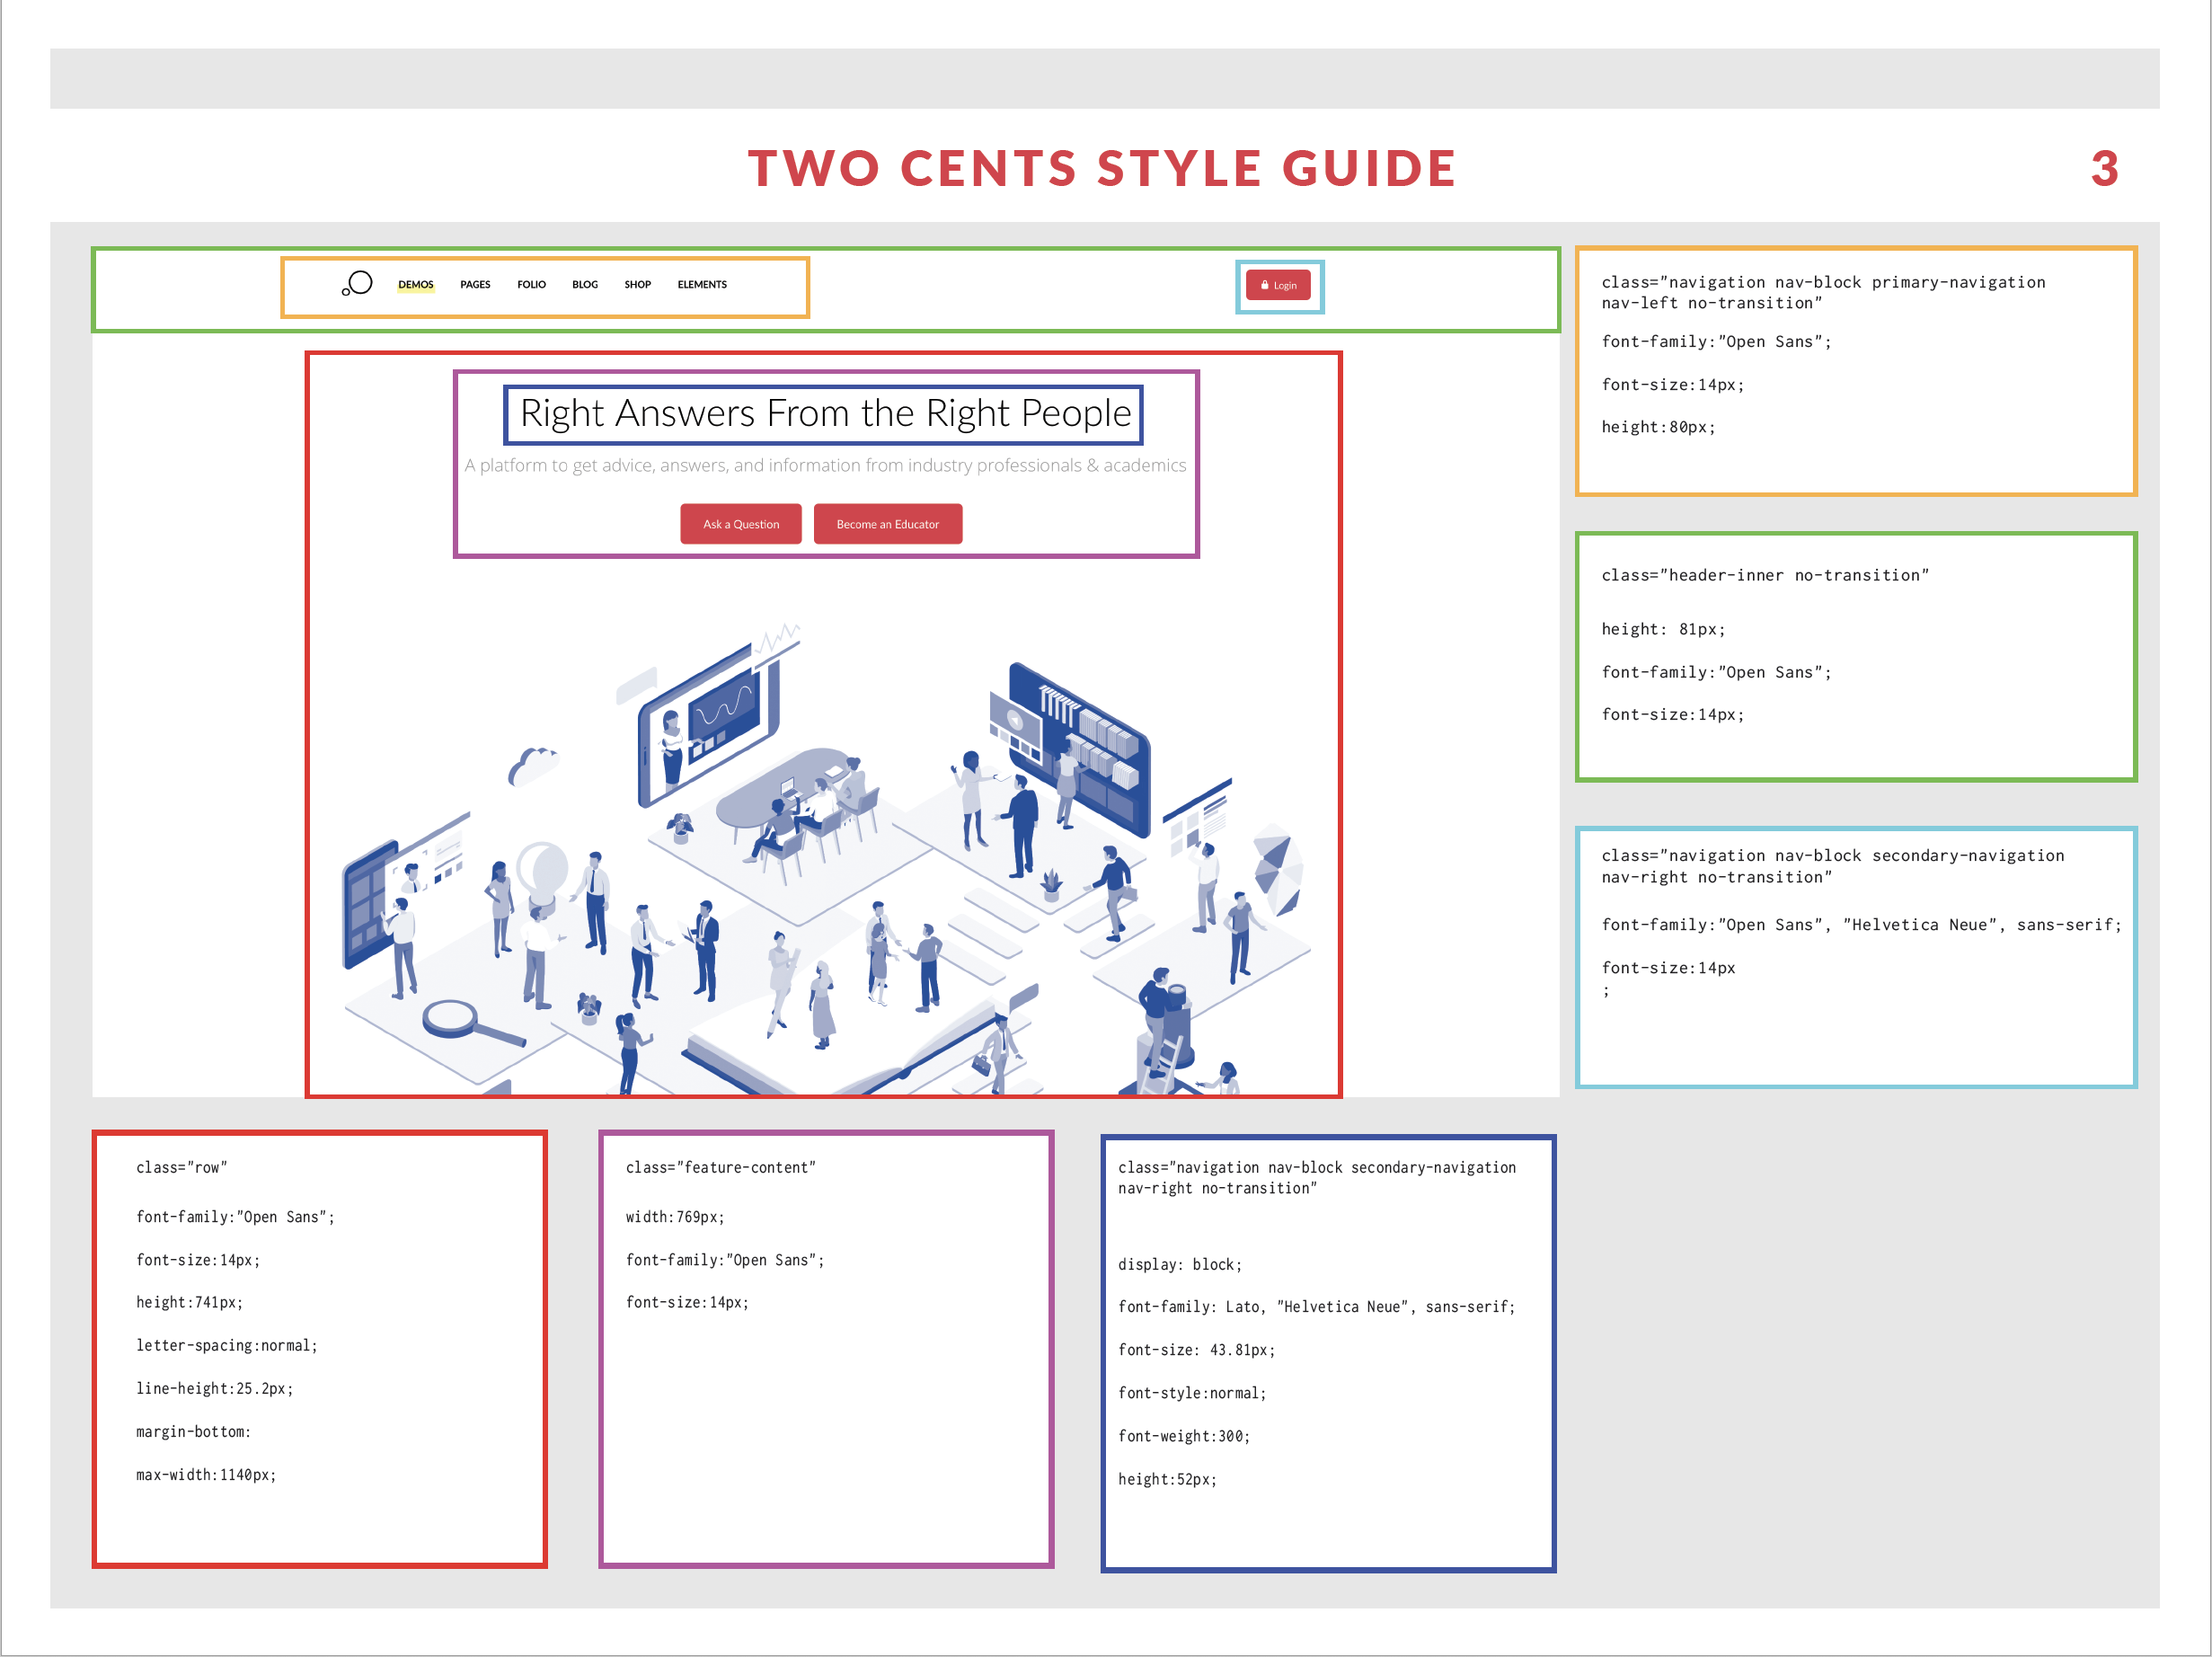 TWO CENTS STYLE GUIDE
3
DEMOS PAGES FOLIO BLOG SHOP ELEMENTS
Login
Right Answers From the Right People
A platform to get advice, answers, and information from industry professionals & academics
Ask a Question
Become an Educator
class="navigation nav-block primary-navigation
nav-left no-transition"
font-family:"Open Sans";
font-size:14px;
height:80px;
class="header-inner no-transition"
height: 81px;
font-family:"Open Sans";
font-size:14px;
class="navigation nav-block secondary-navigation
nav-right no-transition"
font-family:"Open Sans", "Helvetica Neue", sans-serif;
font-size:14px
;
class="row"
font-family:"Open Sans";
font-size:14px;
height:741px;
letter-spacing:normal;
line-height:25.2px;
margin-bottom:
max-width:1140px;
class="feature-content"
width:769px;
font-family:"Open Sans";
font-size:14px;
class="navigation nav-block secondary-navigation
nav-right no-transition"
display: block;
font-family: Lato, "Helvetica Neue", sans-serif;
font-size: 43.81px;
font-style:normal;
font-weight:300;
height:52px;